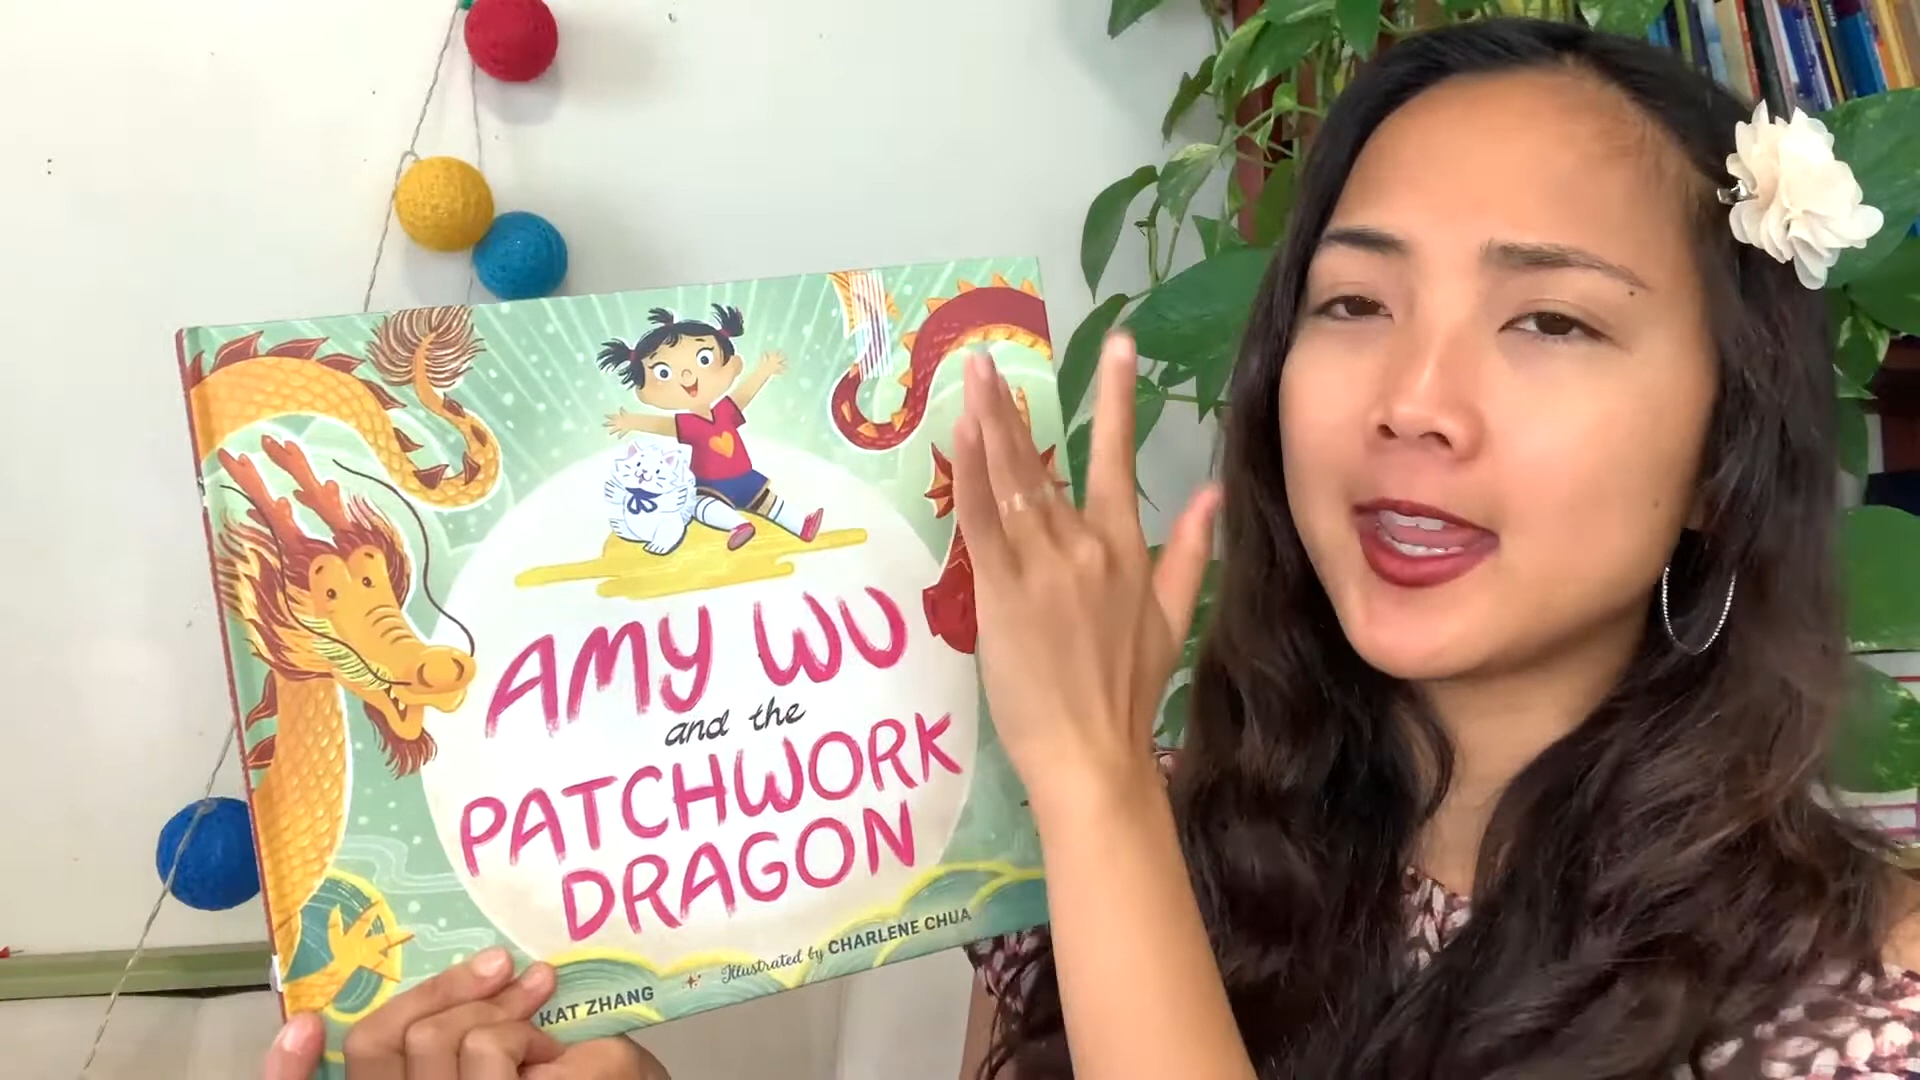 AMY WU
and the
PATCHWORK
DRAGON
KAT ZHANG Illustrated by CHARLENE CHUA